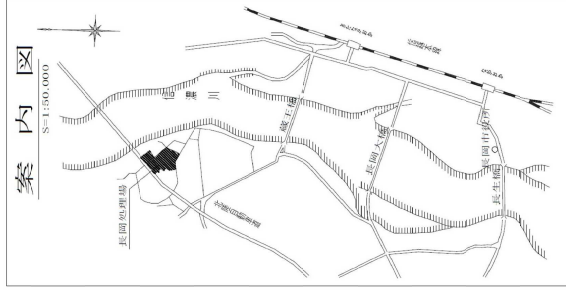 案内図
S=1:50,000
信濃川
蔵王橋
長岡大橋
長岡市役所
長生橋
長岡処理場